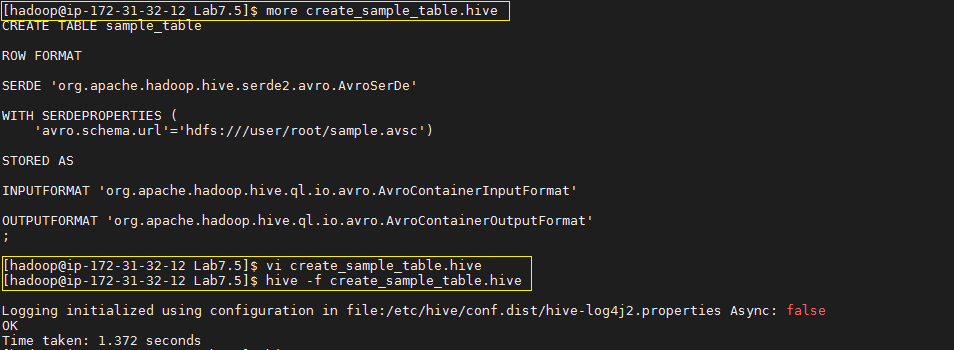 [hadoop@ip-172-31-32-12 Lab7.5]$ more create_sample_table.hive
CREATE TABLE sample_table
ROW FORMAT
SERDE 'org.apache.hadoop.hive.serde2.avro.AvroSerDe'
WITH SERDEPROPERTIES (
    'avro.schema.url'='hdfs:///user/root/sample.avsc')
STORED AS
INPUTFORMAT 'org.apache.hadoop.hive.ql.io.avro.AvroContainerInputFormat'
OUTPUTFORMAT 'org.apache.hadoop.hive.ql.io.avro.AvroContainerOutputFormat'
;
[hadoop@ip-172-31-32-12 Lab7.5]$ vi create_sample_table.hive
[hadoop@ip-172-31-32-12 Lab7.5]$ hive -f create_sample_table.hive
Logging initialized using configuration in file:/etc/hive/conf.dist/hive-log4j2.properties Async: false
OK
Time taken: 1.372 seconds